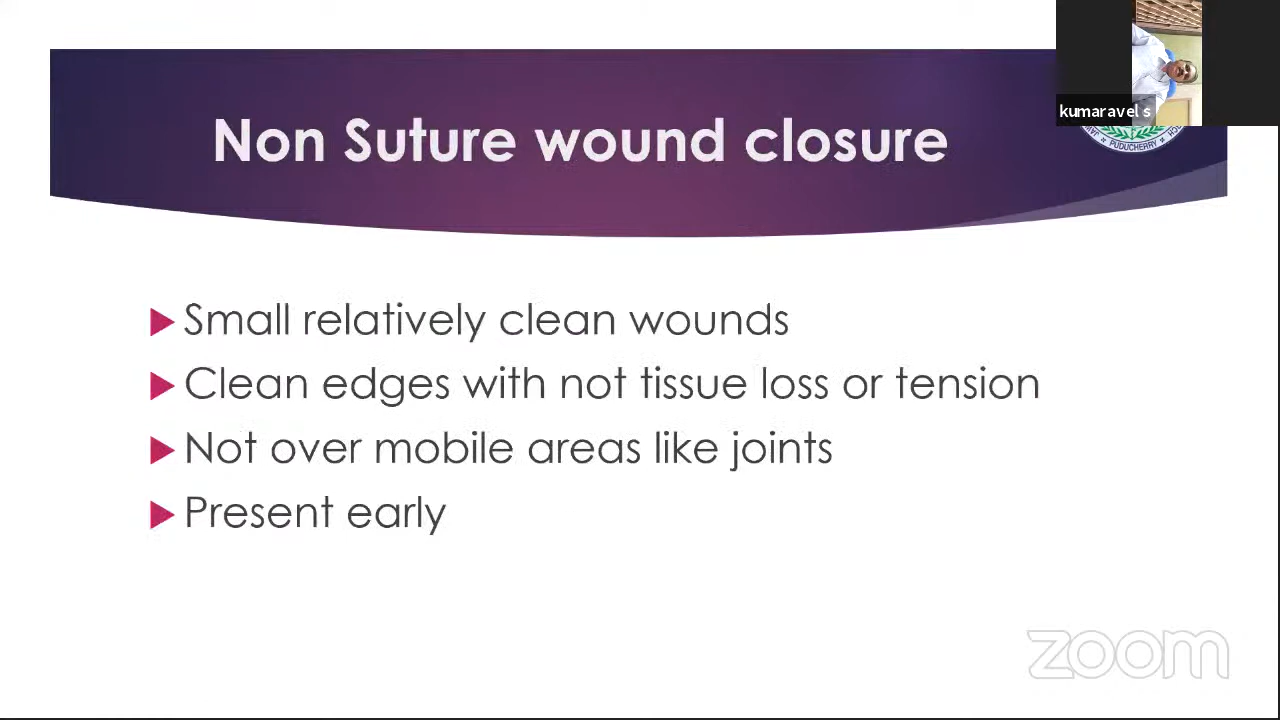 kumaravel s
PUDUCHERRY
Non Suture wound closure
Small relatively clean wounds
Clean edges with not tissue loss or tension
Not over mobile areas like joints
Present early
zoom